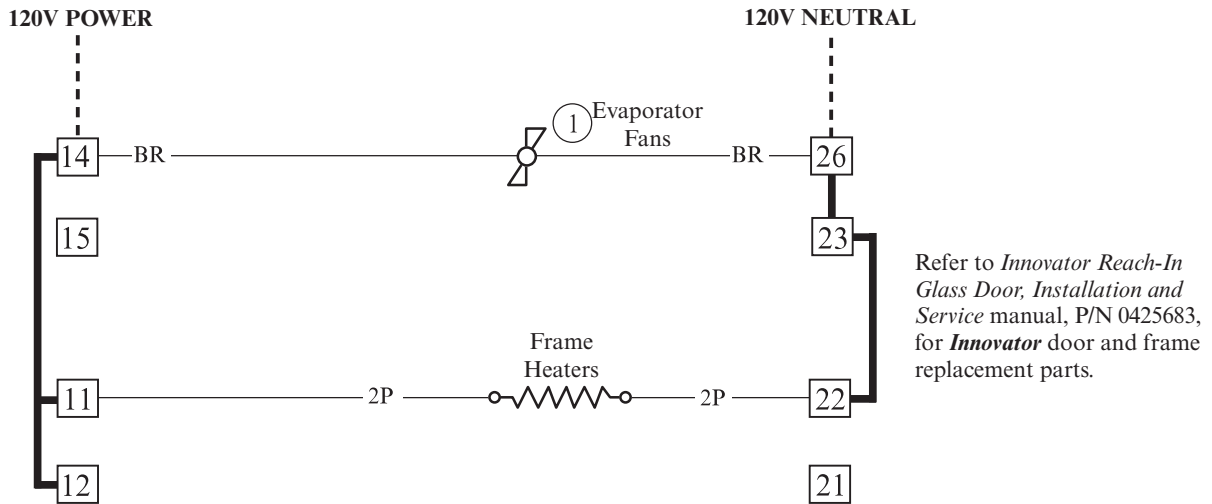 120V POWER
120V NEUTRAL
1
Evaporator
Fans
14
BR
BR
26
15
23
Refer to Innovator Reach-In
Glass Door, Installation and
Service manual, P/N 0425683,
for Innovator door and frame
replacement parts.
Frame
Heaters
11
2P
2P
22
12
21